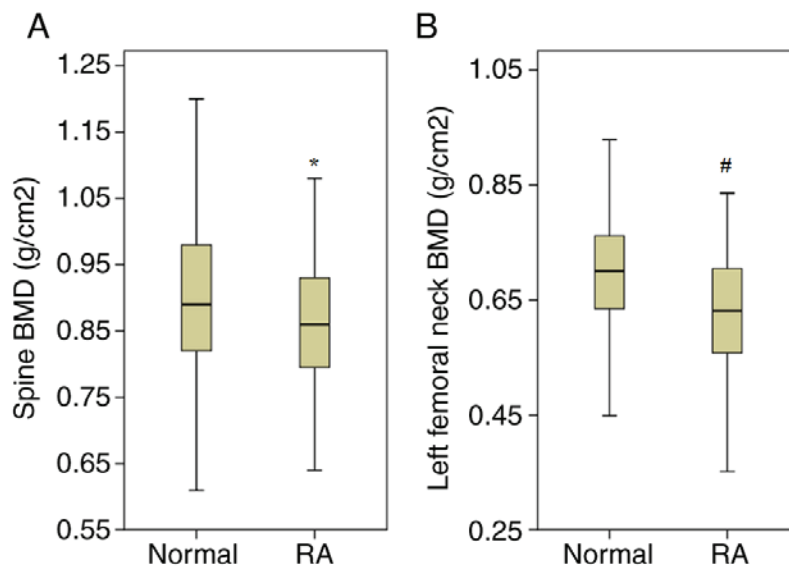 A
Spine BMD (g/cm2)
1.25
1.15
1.05
0.95
0.85
0.75
0.65
0.55
*
Normal
RA
B
Left femoral neck BMD (g/cm2)
1.05
0.85
0.65
0.45
0.25
#
Normal
RA